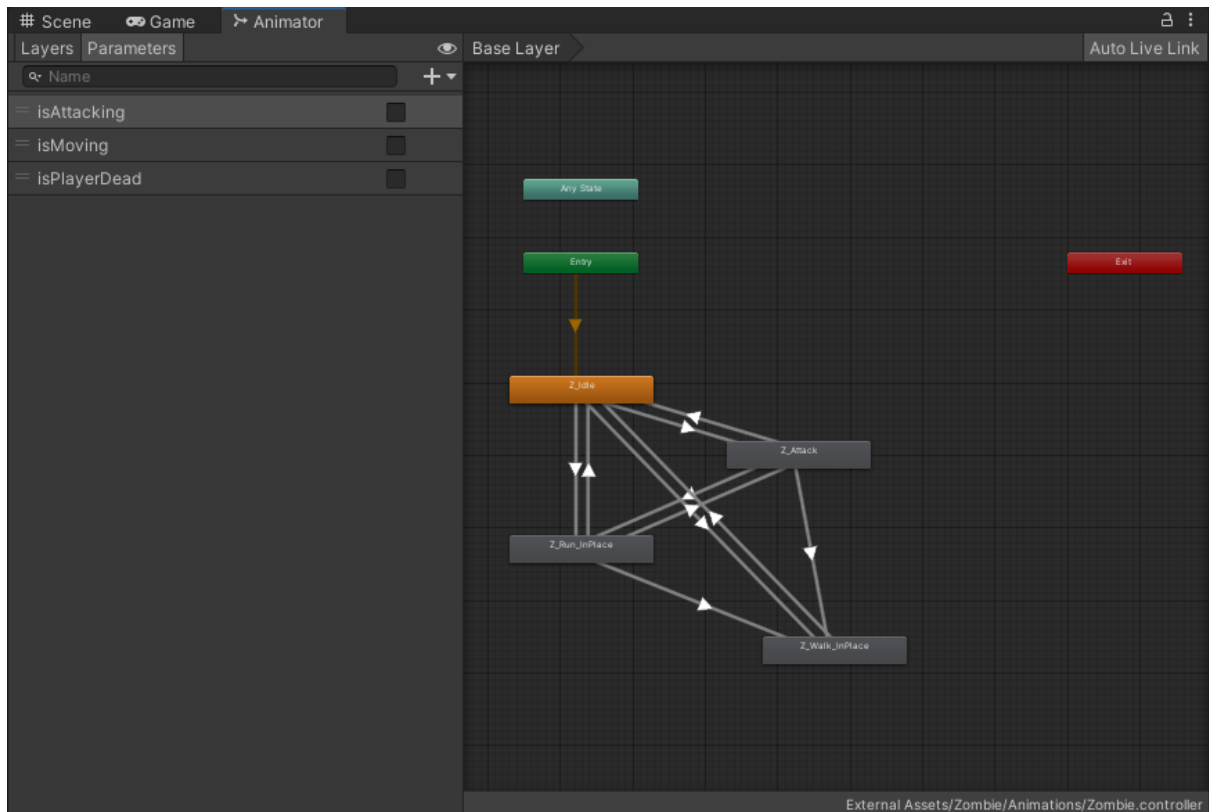 Scene Game Animator
Layers Parameters Base Layer Auto Live Link
Name
isAttacking
isMoving
isPlayerDead
Any State
Entry
Exit
Z_Idle
Z_Attack
Z_Run_InPlace
Z_Walk_InPlace
External Assets/Zombie/Animations/Zombie.controller